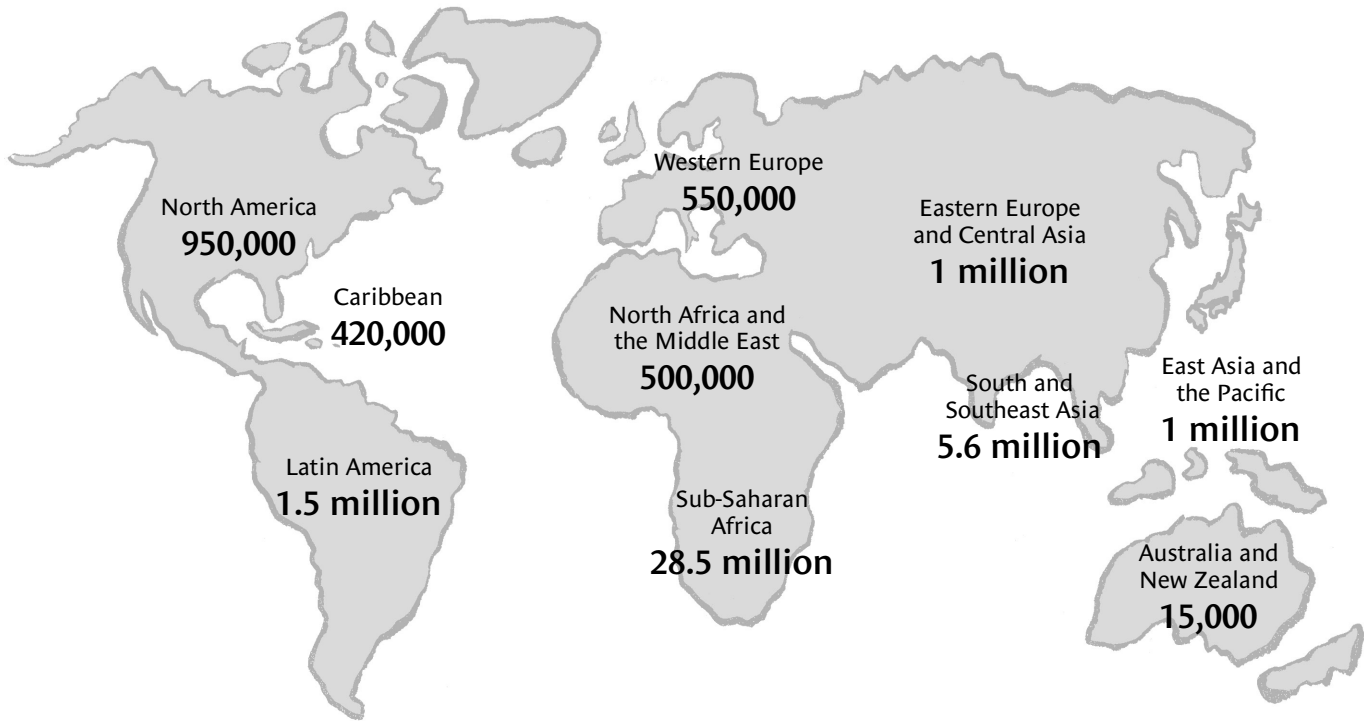 North America
950,000
Caribbean
420,000
Latin America
1.5 million
Western Europe
550,000
North Africa and
the Middle East
500,000
Sub-Saharan
Africa
28.5 million
Eastern Europe
and Central Asia
1 million
South and
Southeast Asia
5.6 million
East Asia and
the Pacific
1 million
Australia and
New Zealand
15,000